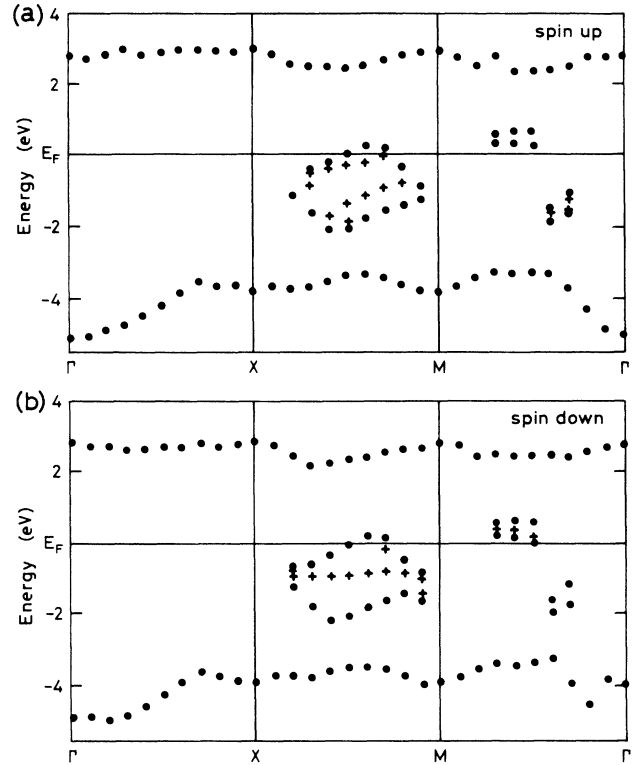 (a)
spin up
4
2
E_F
-2
-4
Energy (eV)
Γ X M Γ
(b)
spin down
4
2
E_F
-2
-4
Energy (eV)
Γ X M Γ